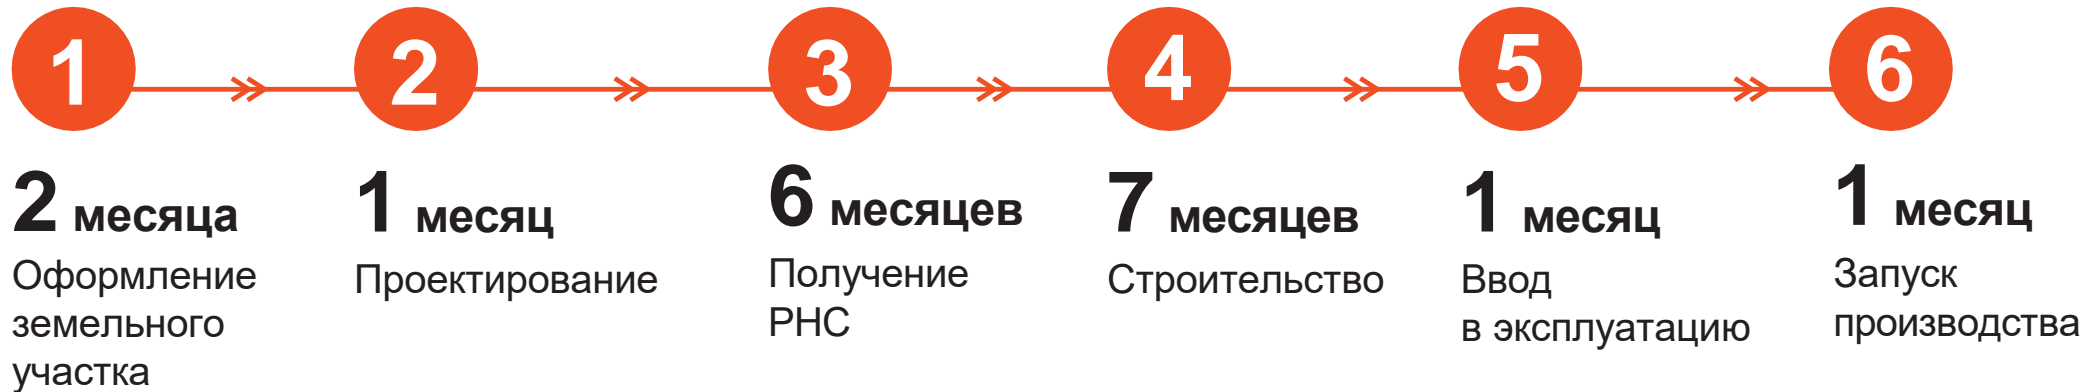 1
2
3
4
5
6
2 месяца
Оформление
земельного
участка
1 месяц
Проектирование
6 месяцев
Получение
РНС
7 месяцев
Строительство
1 месяц
Ввод
в эксплуатацию
1 месяц
Запуск
производства